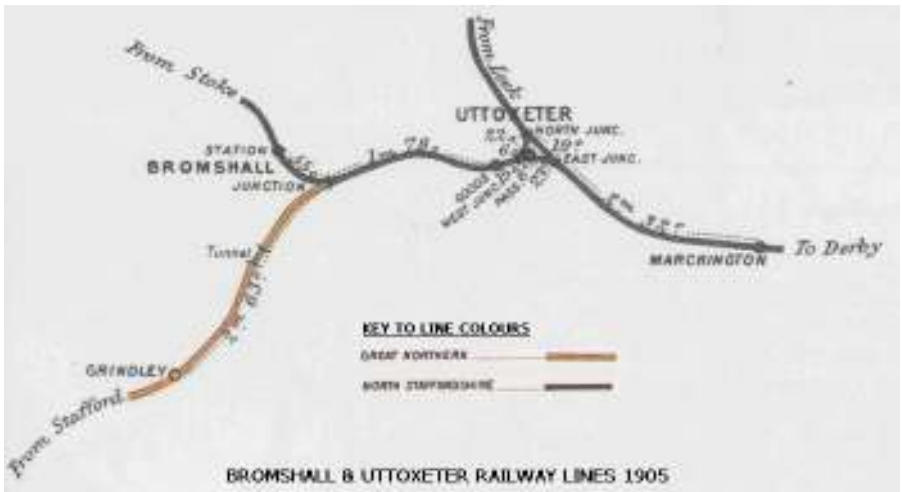 From Stoke
From Leek
UTTOXETER
NORTH JUNC.
EAST JUNC.
GOODS
WEST JUNC.
PASS
STATION
BROMSHALL
JUNCTION
Tunnel
MARCHINGTON
To Derby
GRINDLEY
From Stafford
KEY TO LINE COLOURS
GREAT NORTHERN
NORTH STAFFORDSHIRE
BROMSHALL & UTTOXETER RAILWAY LINES 1905